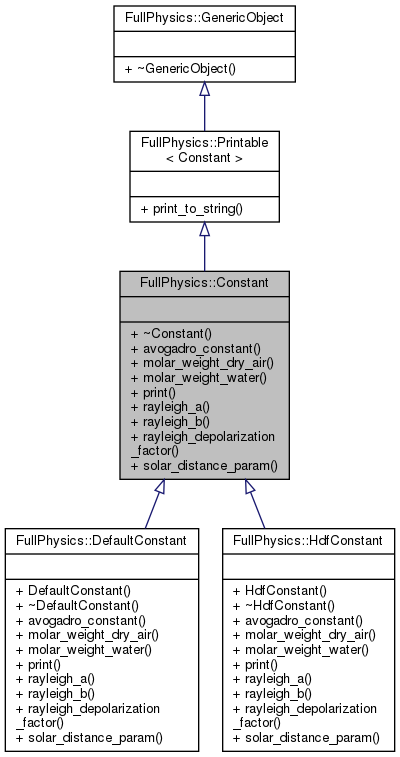 FullPhysics::GenericObject
+ ~GenericObject()
FullPhysics::Printable
< Constant >
+ print_to_string()
FullPhysics::Constant
+ ~Constant()
+ avogadro_constant()
+ molar_weight_dry_air()
+ molar_weight_water()
+ print()
+ rayleigh_a()
+ rayleigh_b()
+ rayleigh_depolarization
_factor()
+ solar_distance_param()
FullPhysics::DefaultConstant
+ DefaultConstant()
+ ~DefaultConstant()
+ avogadro_constant()
+ molar_weight_dry_air()
+ molar_weight_water()
+ print()
+ rayleigh_a()
+ rayleigh_b()
+ rayleigh_depolarization
_factor()
+ solar_distance_param()
FullPhysics::HdfConstant
+ HdfConstant()
+ ~HdfConstant()
+ avogadro_constant()
+ molar_weight_dry_air()
+ molar_weight_water()
+ print()
+ rayleigh_a()
+ rayleigh_b()
+ rayleigh_depolarization
_factor()
+ solar_distance_param()